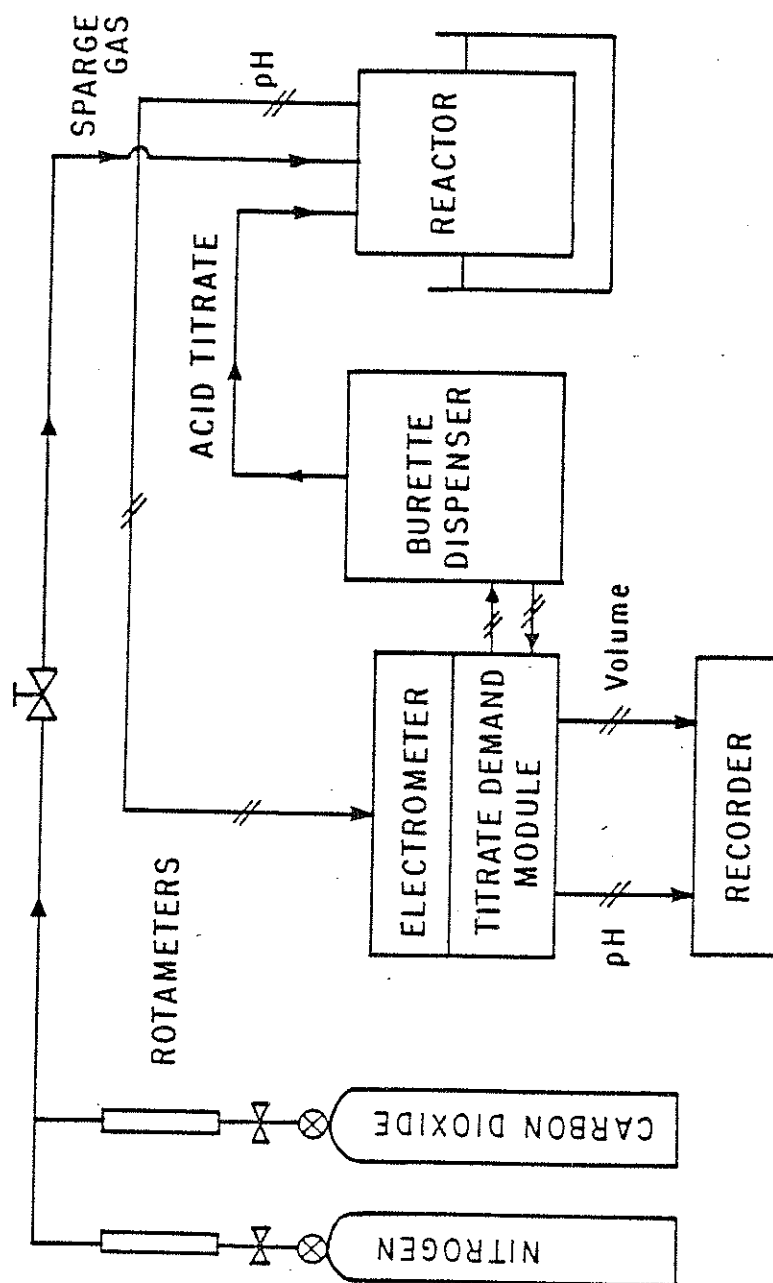 SPARGE
GAS
pH
ACID TITRATE
REACTOR
BURETTE
DISPENSER
ROTAMETERS
ELECTROMETER
TITRATE DEMAND
MODULE
pH
Volume
RECORDER
NITROGEN
CARBON DIOXIDE